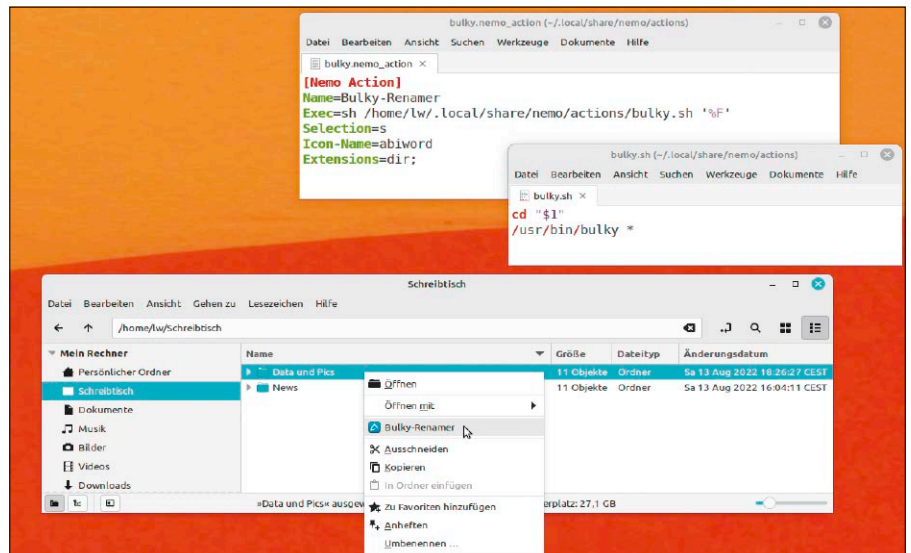 bulky.nemo_action (~/.local/share/nemo/actions)
Datei Bearbeiten Ansicht Suchen Werkzeuge Dokumente Hilfe
bulky.nemo_action ×
[Nemo Action]
Name=Bulky-Renamer
Exec=sh /home/lw/.local/share/nemo/actions/bulky.sh '%F'
Selection=s
Icon-Name=abiword
Extensions=dir;
bulky.sh (~/.local/share/nemo/actions)
Datei Bearbeiten Ansicht Suchen Werkzeuge Dokumente Hilfe
bulky.sh ×
cd "$1"
/usr/bin/bulky *
Schreibtisch
Datei Bearbeiten Ansicht Gehen zu Lesezeichen Hilfe
/home/lw/Schreibtisch
Mein Rechner
Persönlicher Ordner
Schreibtisch
Dokumente
Musik
Bilder
Videos
Downloads
Name Größe Dateityp Änderungsdatum
Data und Pics 11 Objekte Ordner Sa 13 Aug 2022 18:26:27 CEST
News 11 Objekte Ordner Sa 13 Aug 2022 16:04:11 CEST
Öffnen
Öffnen mit
Bulky-Renamer
Ausschneiden
Kopieren
In Ordner einfügen
Zu Favoriten hinzufügen
Anheften
Umbenennen ...
»Data und Pics« ausgew erplatz: 27,1 GB